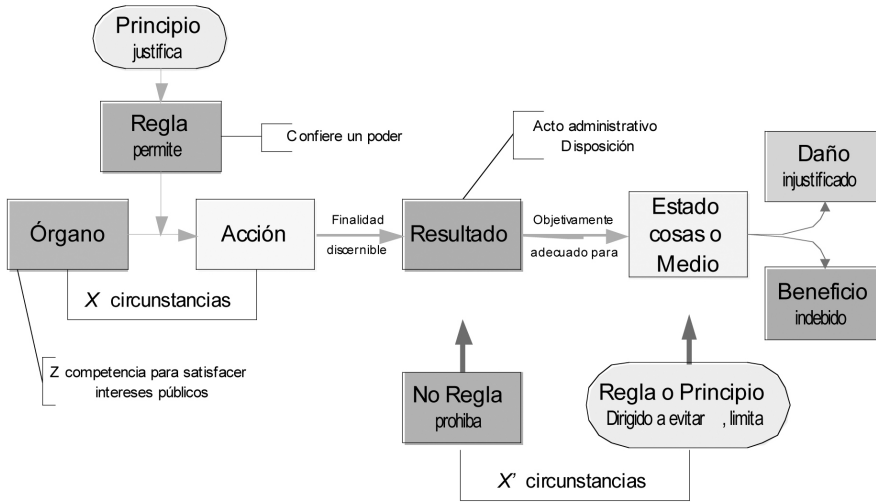 Principio
justifica
Regla
permite
Confiere un poder
Acto administrativo
Disposición
Daño
injustificado
Órgano
Acción
Finalidad
discernible
Resultado
Objetivamente
adecuado para
Estado
cosas o
Medio
Beneficio
indebido
X circunstancias
Z competencia para satisfacer
intereses públicos
No Regla
prohiba
Regla o Principio
Dirigido a evitar , limita
X' circunstancias